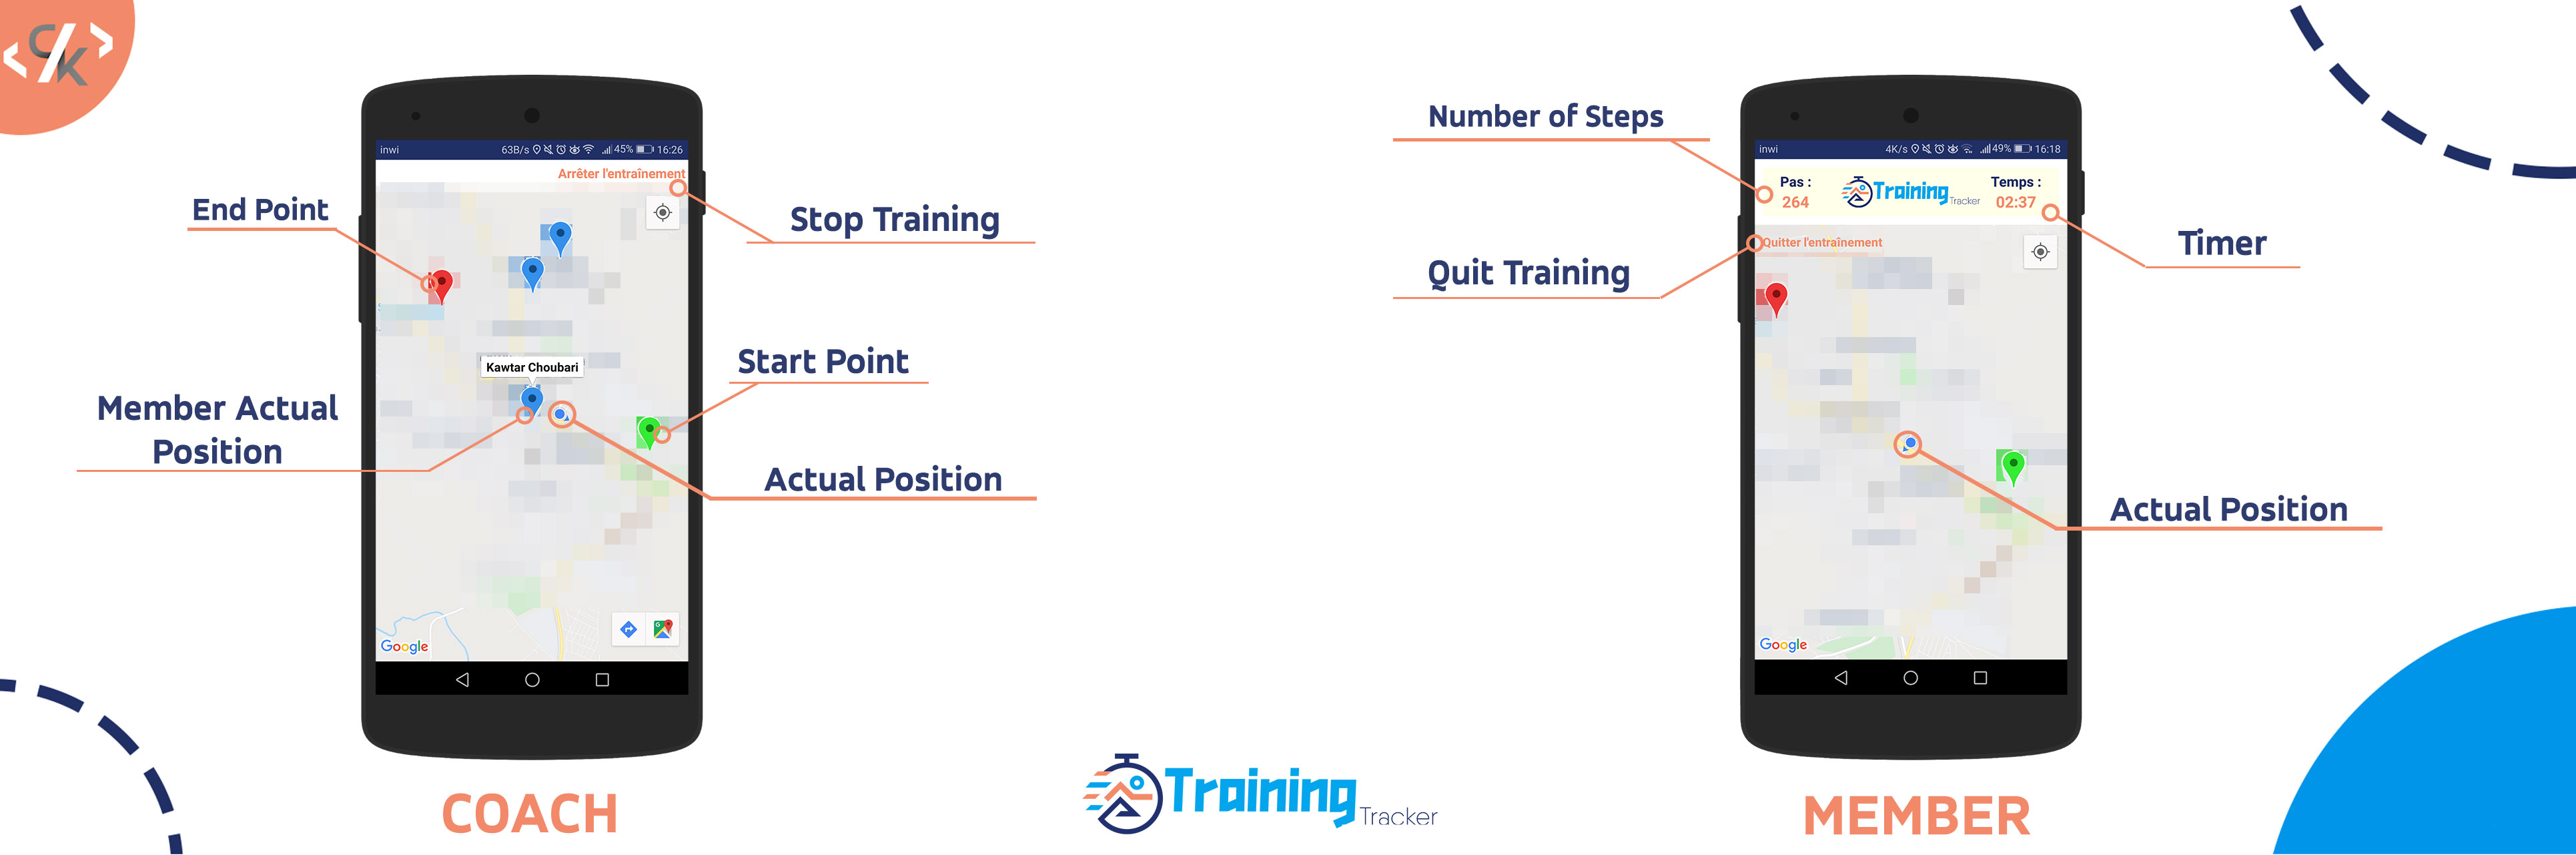 CK
inwi
63B/s
45%
16:26
Arrêter l'entraînement
End Point
Stop Training
Start Point
Kawtar Choubari
Member Actual
Position
Actual Position
Google
COACH
Training
Tracker
Number of Steps
inwi
4K/s
49%
16:18
Pas :
264
Training
Tracker
Temps :
02:37
Quitter l'entraînement
Quit Training
Timer
Actual Position
Google
MEMBER